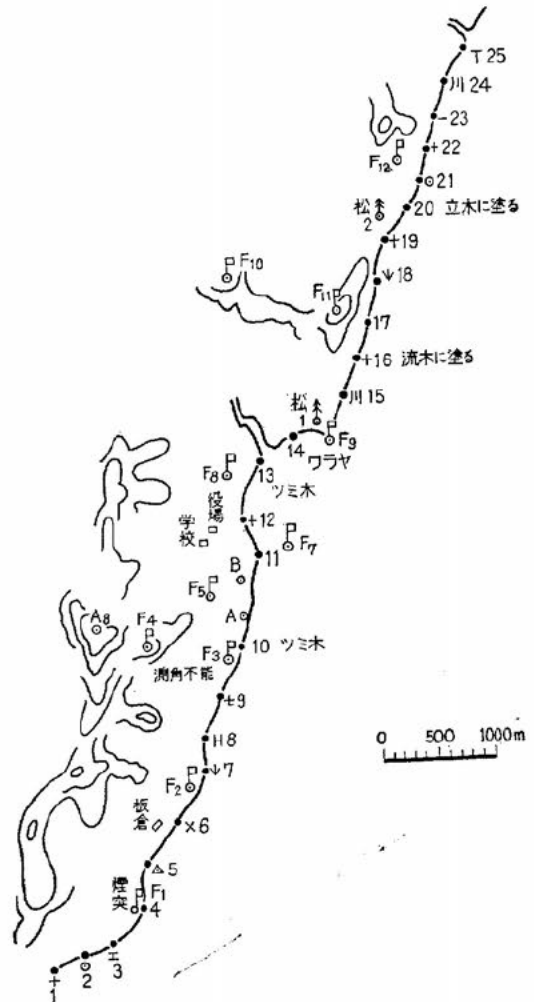 T 25
川 24
-23
+22
F₁₂
21
松 2
20 立木に塗る
+19
F₁₀
↓18
F₁₁
17
+16 流木に塗る
川 15
松 1
F₉
14
ワラヤ
F₈
13
ツミ木
役場
学校
+12
F₇
11
B
F₅
A
A₈
F₄
F₃
10 ツミ木
測角不能
+9
0 500 1000m
H 8
↓7
F₂
板倉
×6
△5
煙突
F₁
4
エ
3
2
+
1